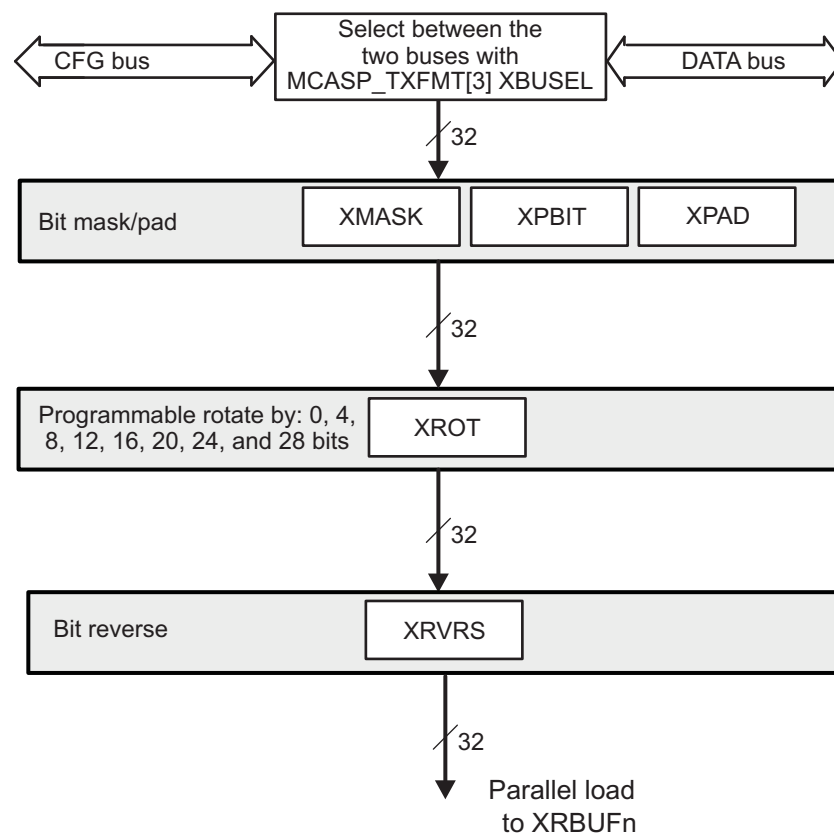 CFG bus
Select between the
two buses with
MCASP_TXFMT[3] XBUSEL
DATA bus
32
Bit mask/pad
XMASK
XPBIT
XPAD
32
Programmable rotate by: 0, 4,
8, 12, 16, 20, 24, and 28 bits
XROT
32
Bit reverse
XRVRS
32
Parallel load
to XRBUFn